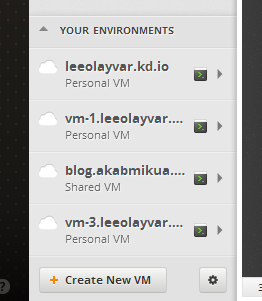 YOUR ENVIRONMENTS
leeolayvar.kd.io
Personal VM
vm-1.leeolayvar....
Personal VM
blog.akabmikua....
Shared VM
vm-3.leeolayvar....
Personal VM
+ Create New VM
?